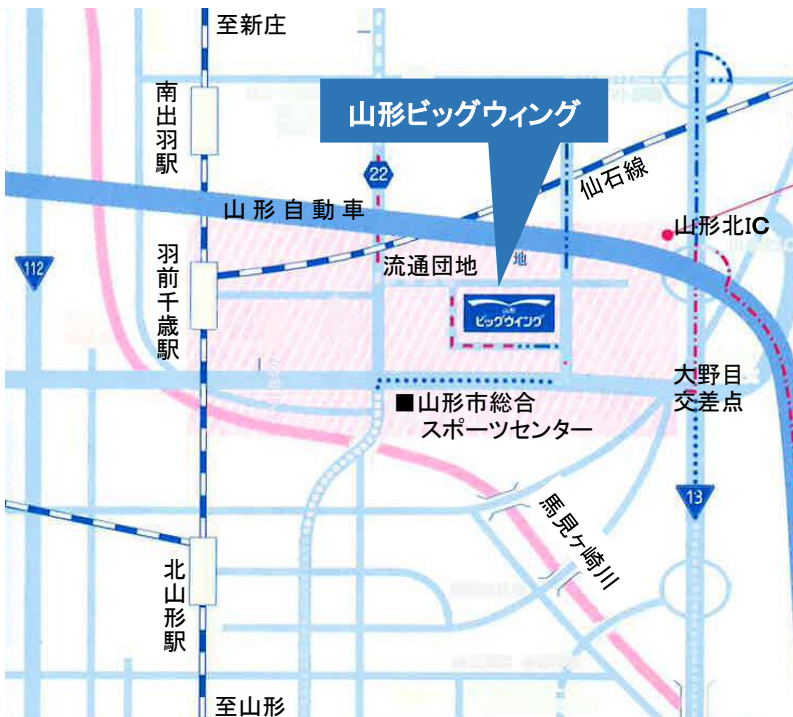 至新庄
南出羽駅
山形ビッグウィング
22
仙石線
山形自動車
山形北IC
112
羽前千歳駅
流通団地
地
山形
ビッグウイング
大野目
交差点
■山形市総合
スポーツセンター
13
馬見ヶ崎川
北山形駅
至山形